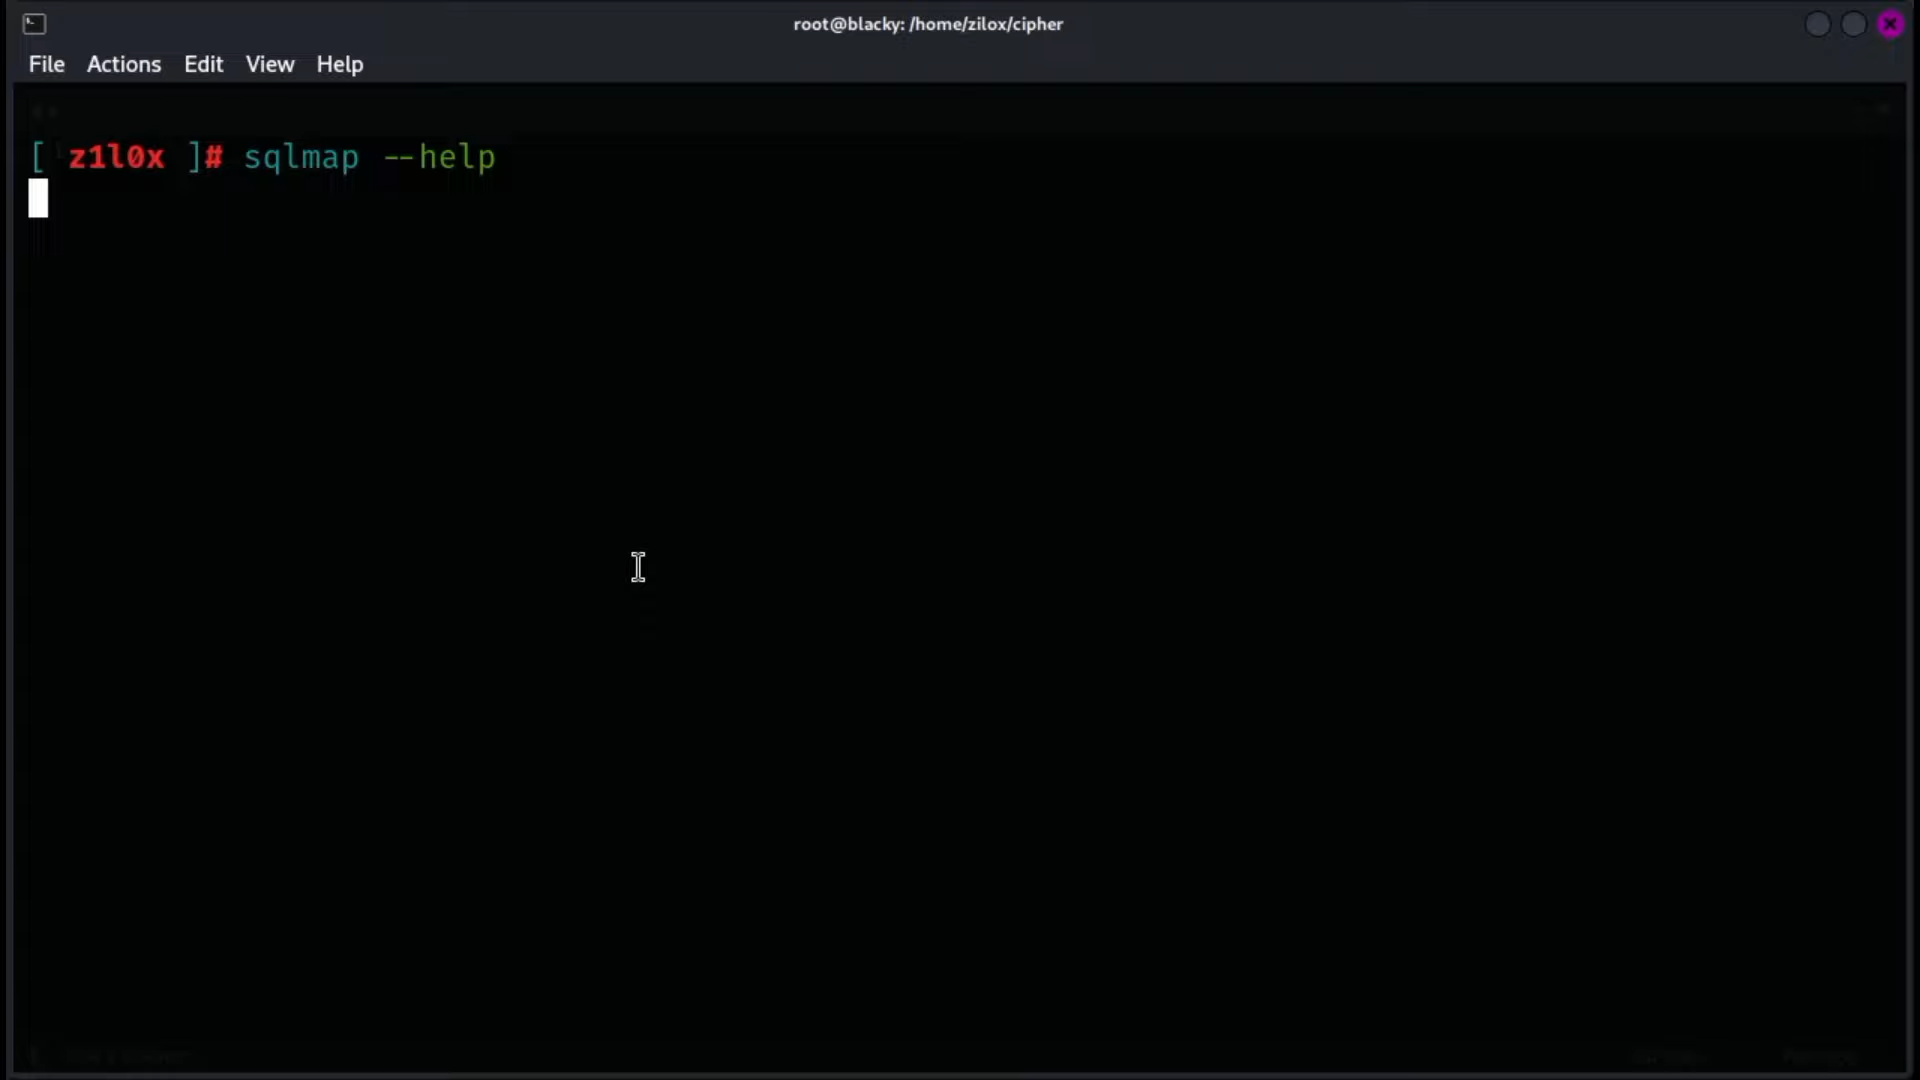 root@blacky: /home/zilox/cipher
File Actions Edit View Help
[ z1l0x ]# sqlmap --help